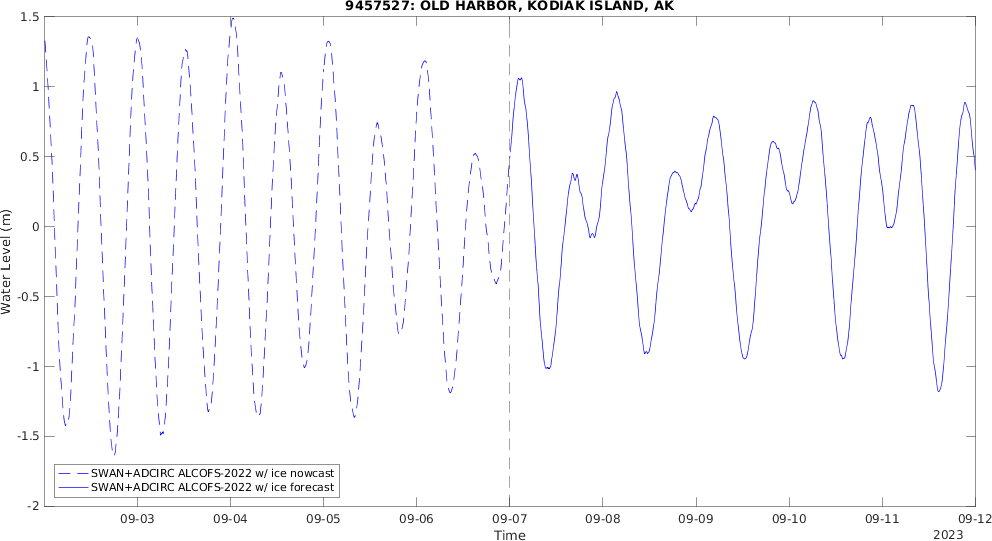 9457527: OLD HARBOR, KODIAK ISLAND, AK
1.5
1
0.5
0
-0.5
-1
-1.5
-2
Water Level (m)
SWAN+ADCIRC ALCOFS-2022 w/ ice nowcast
SWAN+ADCIRC ALCOFS-2022 w/ ice forecast
09-03 09-04 09-05 09-06 09-07 09-08 09-09 09-10 09-11 09-12
Time
2023